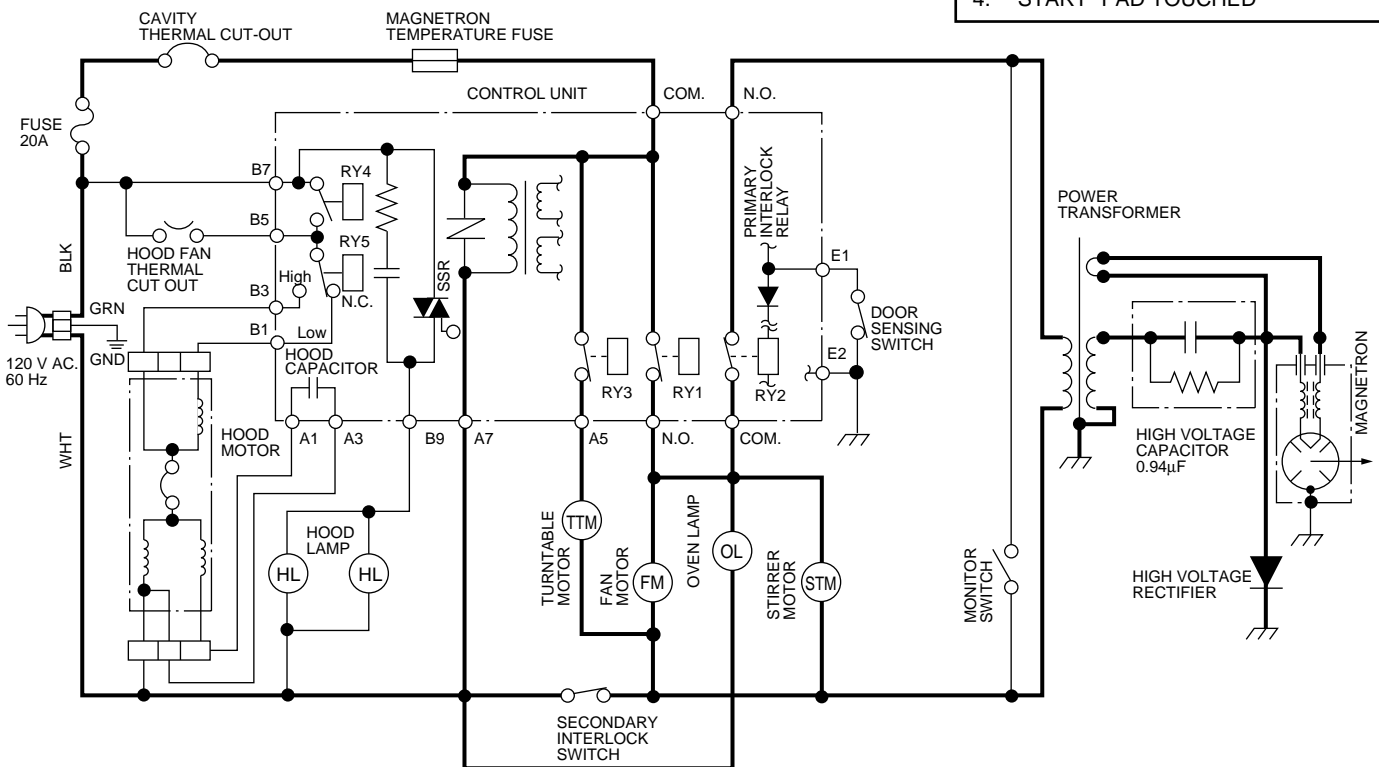 4. "START" PAD TOUCHED
CAVITY
THERMAL CUT-OUT
MAGNETRON
TEMPERATURE FUSE
CONTROL UNIT
COM.
N.O.
FUSE
20A
B7
RY4
B5
RY5
HOOD FAN
THERMAL
CUT OUT
High
B3
N.C.
B1
Low
SSR
PRIMARY
INTERLOCK
RELAY
E1
DOOR
SENSING
SWITCH
E2
POWER
TRANSFORMER
BLK
GRN
GND
120 V AC.
60 Hz
WHT
HOOD
CAPACITOR
RY3
RY1
RY2
HOOD
MOTOR
A1
A3
B9
A7
A5
N.O.
COM.
HIGH VOLTAGE
CAPACITOR
0.94µF
MAGNETRON
HOOD
LAMP
HL
HL
TURNTABLE
MOTOR
TTM
FAN
MOTOR
FM
OVEN LAMP
OL
STIRRER
MOTOR
STM
MONITOR
SWITCH
HIGH VOLTAGE
RECTIFIER
SECONDARY
INTERLOCK
SWITCH